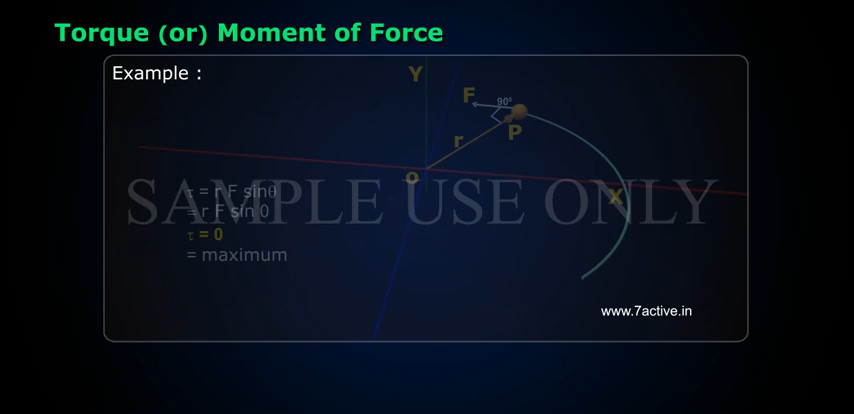 Torque (or) Moment of Force
Example :
Y
F
90°
P
r
O
X
τ = r F sinθ
= r F sin 0
τ = 0
= maximum
SAMPLE USE ONLY
www.7active.in